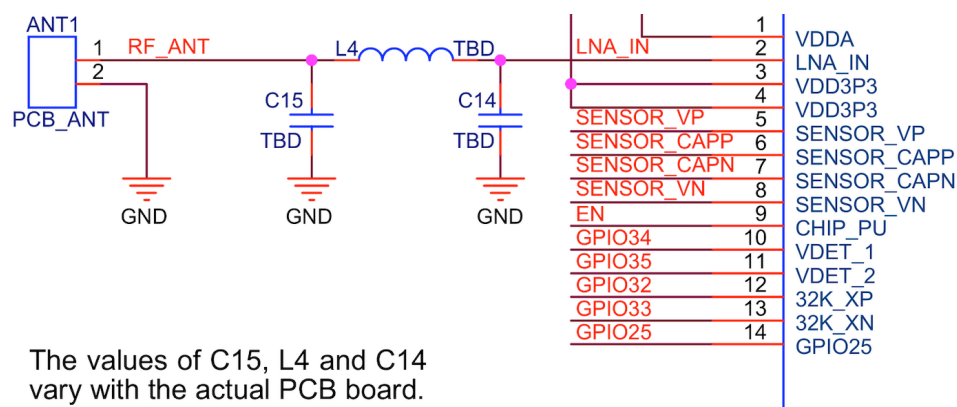 ANT1
1
RF_ANT
2
PCB_ANT
L4
TBD
C15
TBD
C14
TBD
GND
GND
GND
LNA_IN
SENSOR_VP
SENSOR_CAPP
SENSOR_CAPN
SENSOR_VN
EN
GPIO34
GPIO35
GPIO32
GPIO33
GPIO25
1
2
3
4
5
6
7
8
9
10
11
12
13
14
VDDA
LNA_IN
VDD3P3
VDD3P3
SENSOR_VP
SENSOR_CAPP
SENSOR_CAPN
SENSOR_VN
CHIP_PU
VDET_1
VDET_2
32K_XP
32K_XN
GPIO25
The values of C15, L4 and C14
vary with the actual PCB board.